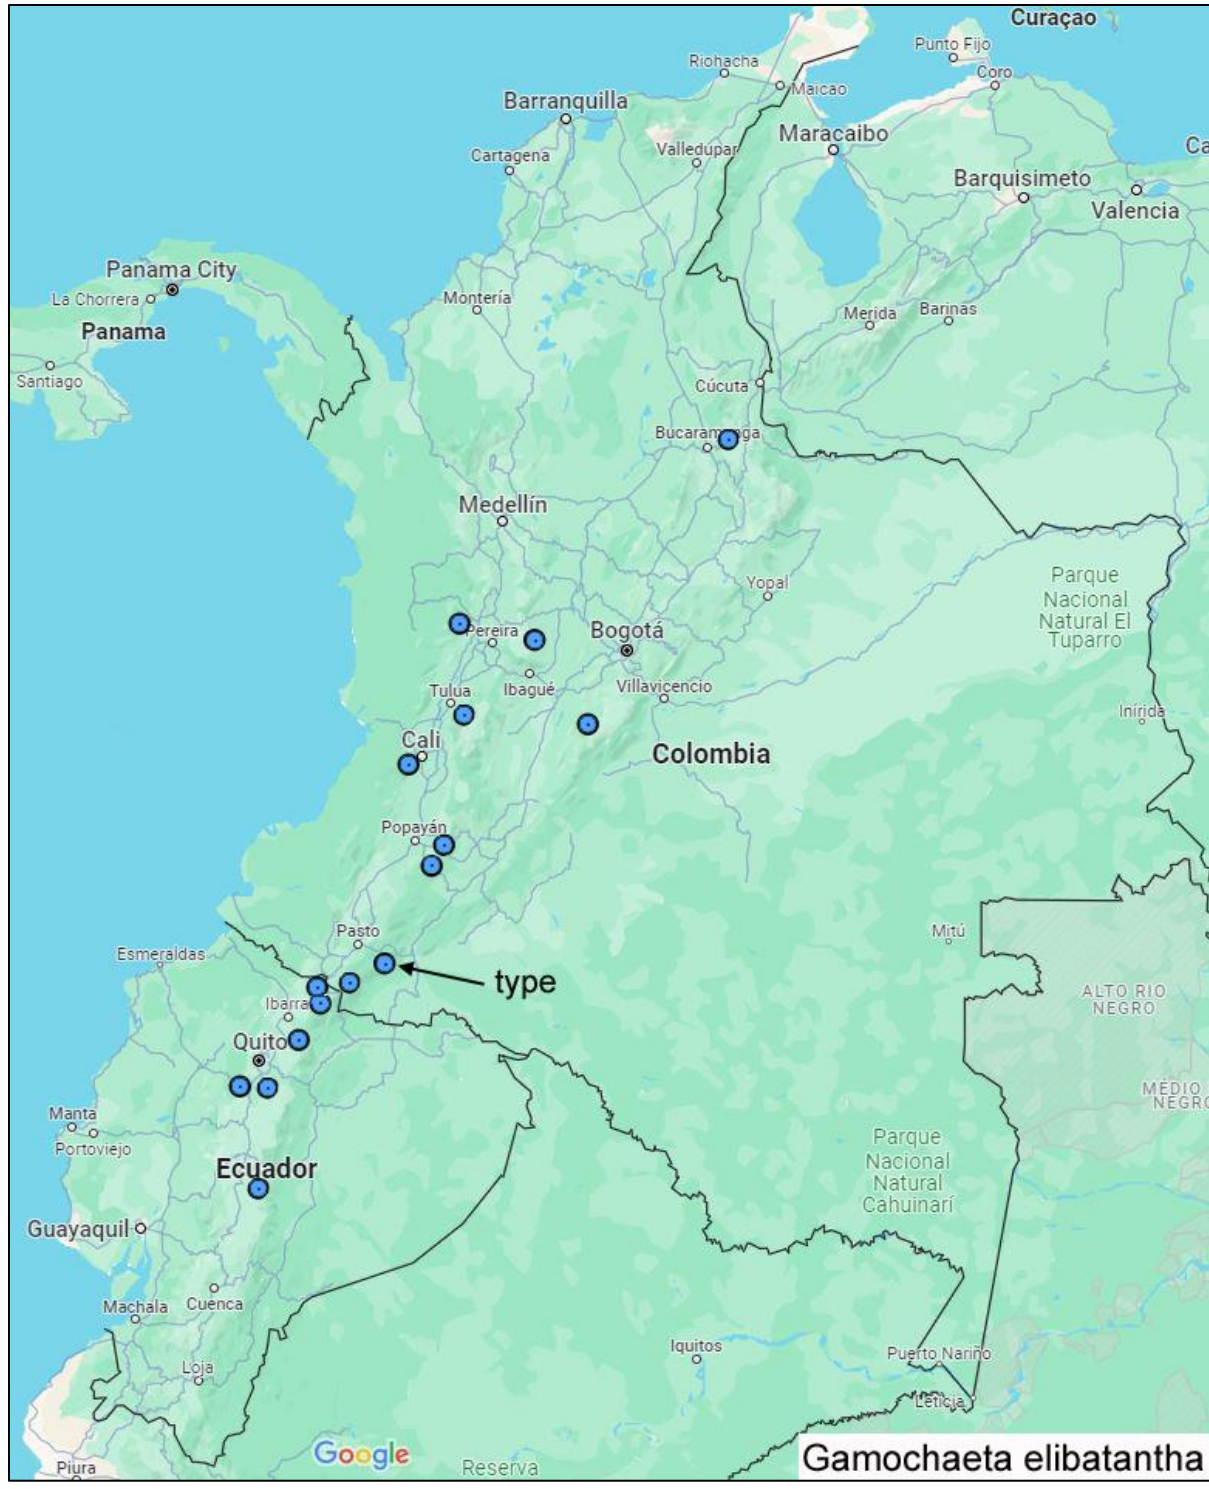 Curaçao
Punto Fijo
Riohacha
Coro
Maicao
Barranquilla
Maracaibo
Cartagena
Valledupar
Ca
Barquisimeto
Valencia
Panama City
La Chorrera
Montería
Merida
Barinas
Panama
Santiago
Cúcuta
Bucaramanga
Medellín
Parque
Nacional
Natural El
Tuparro
Yopal
Pereira
Bogotá
Tulua
Ibagué
Villavicencio
Inírida
Cali
Colombia
Popayán
Pasto
Mitú
Esmeraldas
type
Ibarra
ALTO RIO
NEGRO
Quito
MÉDIO
NEGRO
Manta
Portoviejo
Parque
Nacional
Natural
Cahuinarí
Ecuador
Guayaquil
Machala
Cuenca
Iquitos
Puerto Nariño
Loja
Leticia
Google
Reserva
Piura
Gamochaeta elibatantha